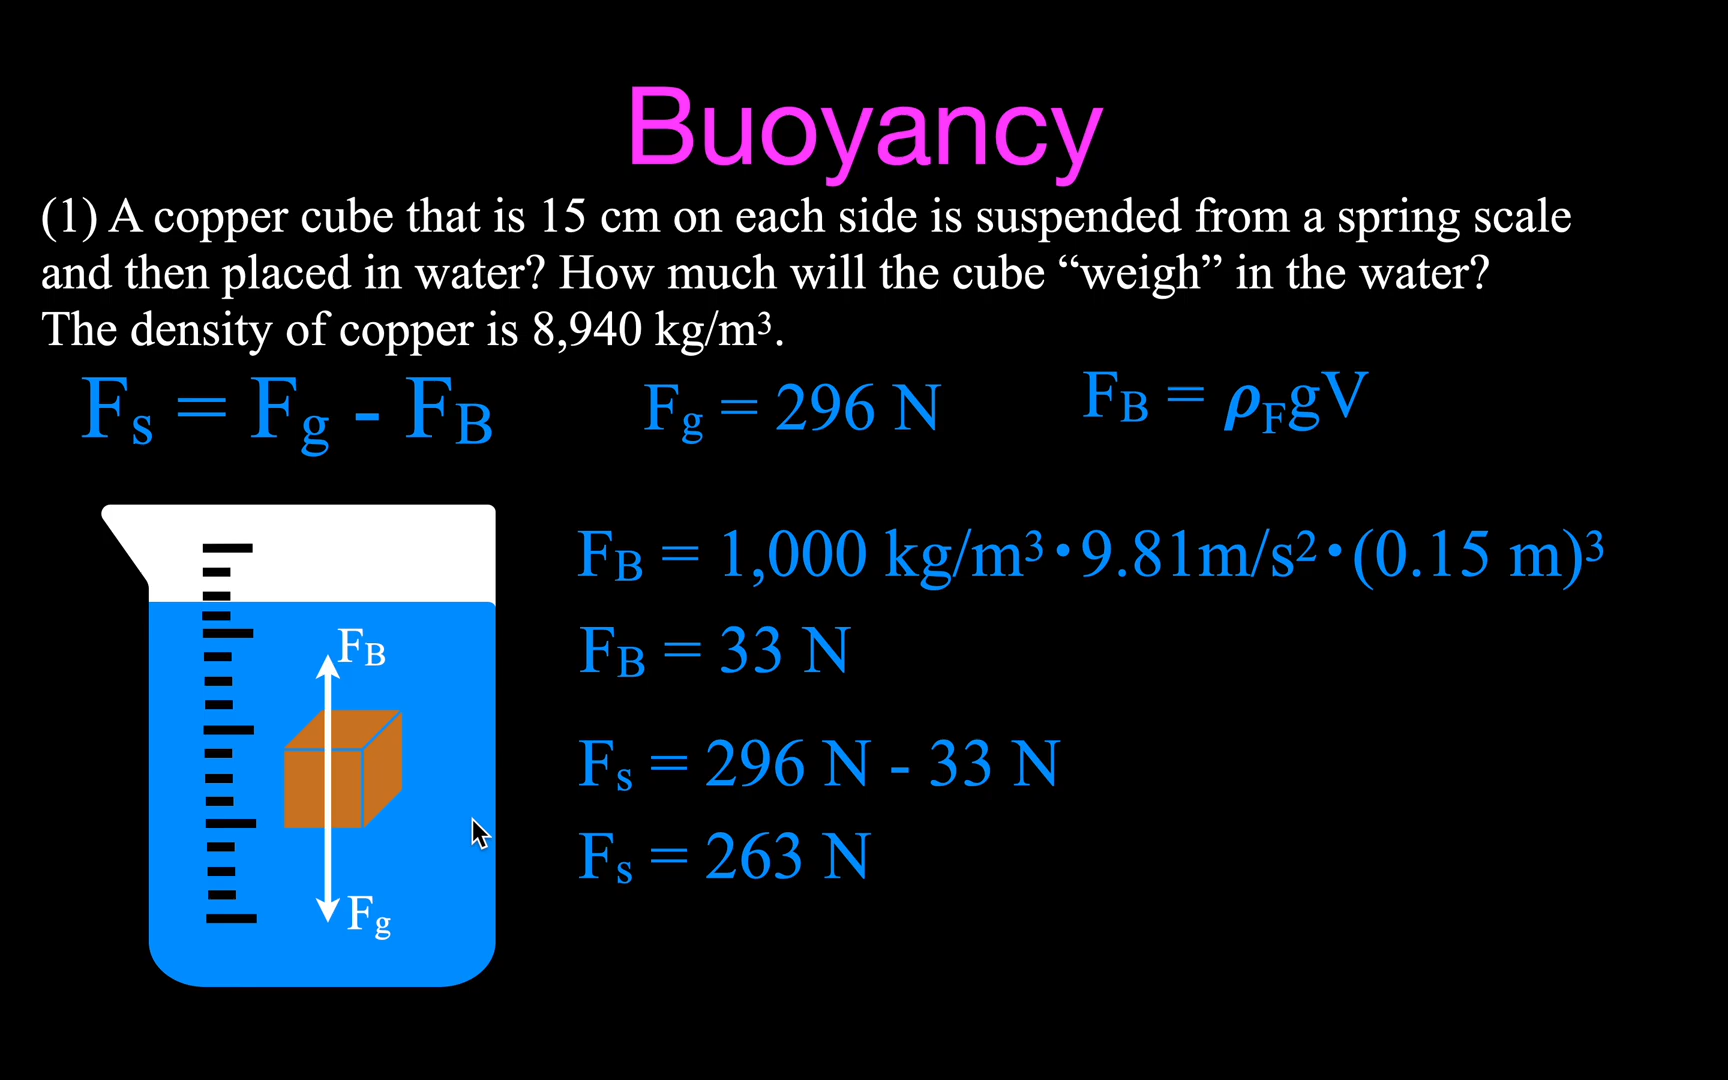 Buoyancy
(1) A copper cube that is 15 cm on each side is suspended from a spring scale
and then placed in water? How much will the cube “weigh” in the water?
The density of copper is 8,940 kg/m³.
Fs = Fg - FB
Fg = 296 N
FB = ρFgV
FB = 1,000 kg/m³·9.81m/s²·(0.15 m)³
FB = 33 N
Fs = 296 N - 33 N
Fs = 263 N
FB
Fg